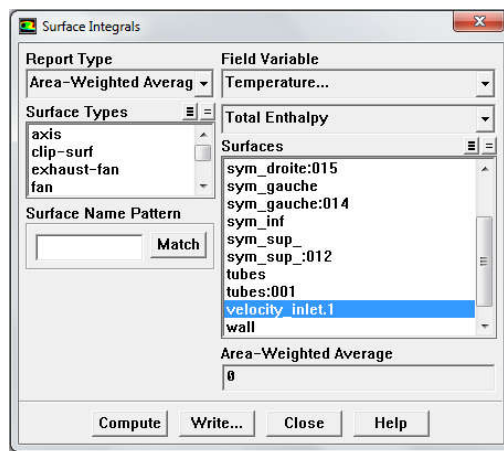 Surface Integrals
Report Type
Area-Weighted Averag
Surface Types
axis
clip-surf
exhaust-fan
fan
Surface Name Pattern
Match
Field Variable
Temperature...
Total Enthalpy
Surfaces
sym_droite:015
sym_gauche
sym_gauche:014
sym_inf
sym_sup_
sym_sup_:012
tubes
tubes:001
velocity_inlet.1
wall
Area-Weighted Average
0
Compute Write... Close Help